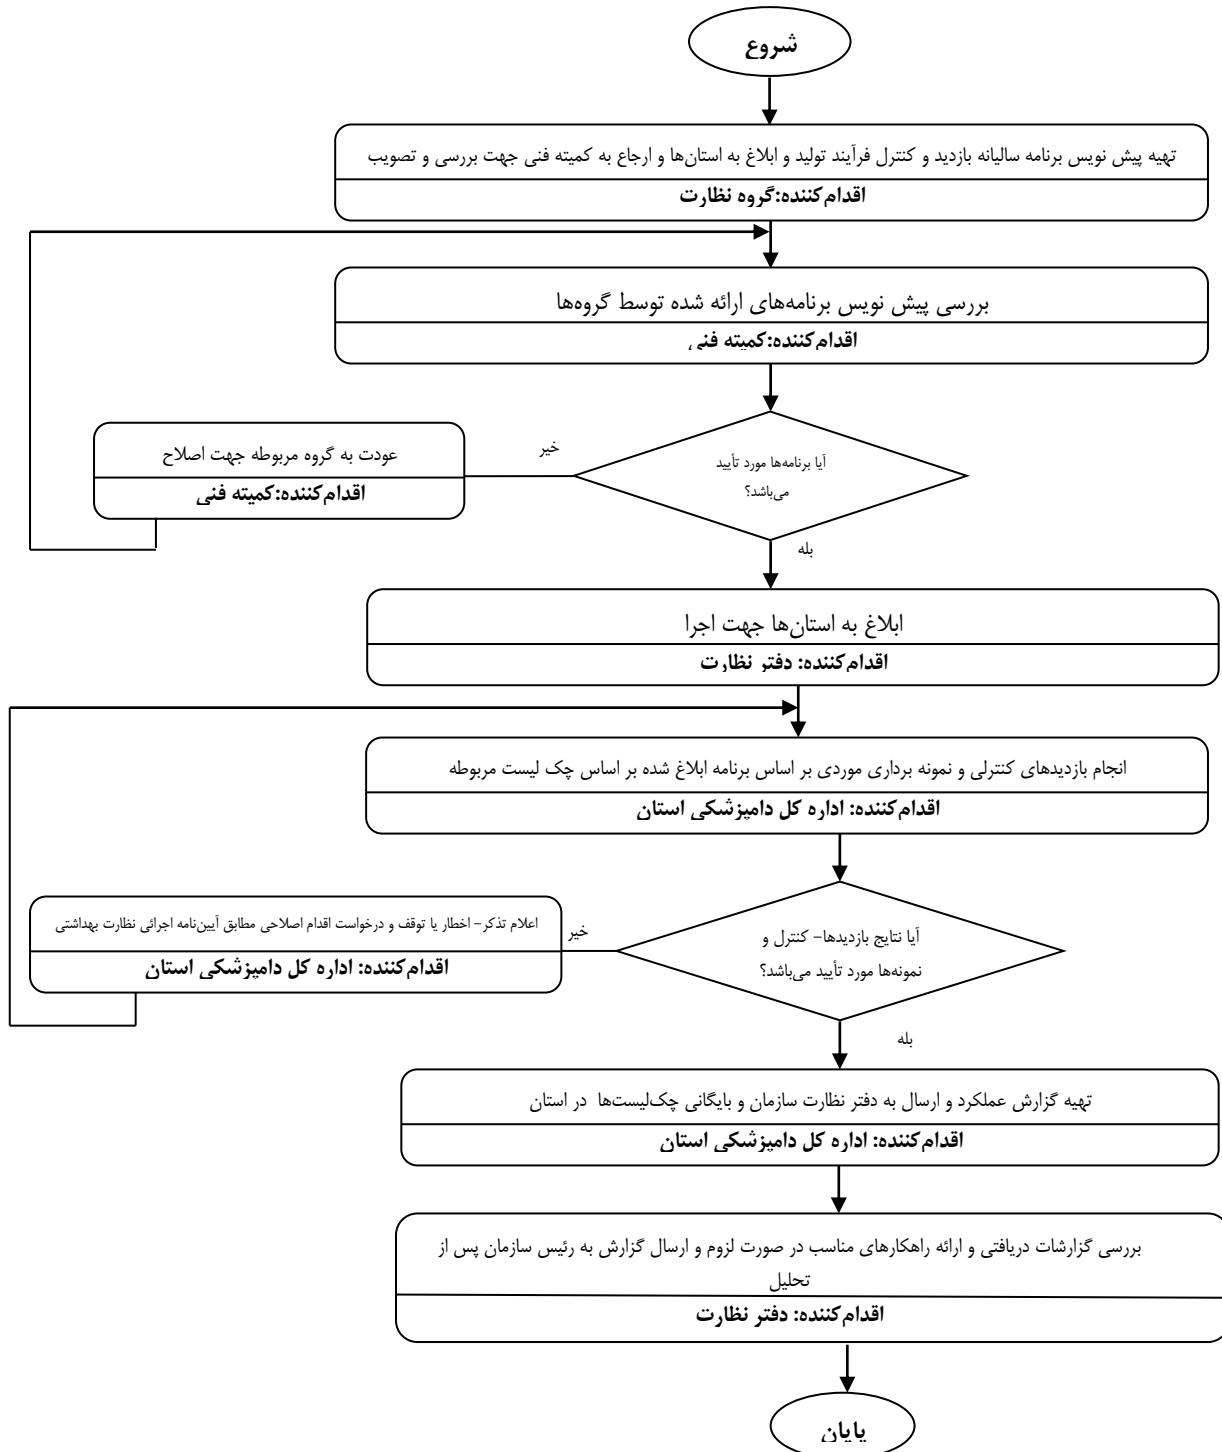 شروع
تهیه پیش نویس برنامه سالیانه بازدید و کنترل فرآیند تولید و ابلاغ به استان‌ها و ارجاع به کمیته فنی جهت بررسی و تصویب
اقدام‌کننده:گروه نظارت
بررسی پیش نویس برنامه‌های ارائه شده توسط گروه‌ها
اقدام‌کننده:کمیته فنی
آیا برنامه‌ها مورد تأیید
می‌باشد؟
خیر
عودت به گروه مربوطه جهت اصلاح
اقدام‌کننده:کمیته فنی
بله
ابلاغ به استان‌ها جهت اجرا
اقدام‌کننده: دفتر نظارت
انجام بازدیدهای کنترلی و نمونه برداری موردی بر اساس برنامه ابلاغ شده بر اساس چک لیست مربوطه
اقدام‌کننده: اداره کل دامپزشکی استان
آیا نتایج بازدیدها- کنترل و
نمونه‌ها مورد تأیید می‌باشد؟
خیر
اعلام تذکر- اخطار یا توقف و درخواست اقدام اصلاحی مطابق آیین‌نامه اجرائی نظارت بهداشتی
اقدام‌کننده: اداره کل دامپزشکی استان
بله
تهیه گزارش عملکرد و ارسال به دفتر نظارت سازمان و بایگانی چک‌لیست‌ها در استان
اقدام‌کننده: اداره کل دامپزشکی استان
بررسی گزارشات دریافتی و ارائه راهکارهای مناسب در صورت لزوم و ارسال گزارش به رئیس سازمان پس از
تحلیل
اقدام‌کننده: دفتر نظارت
پایان